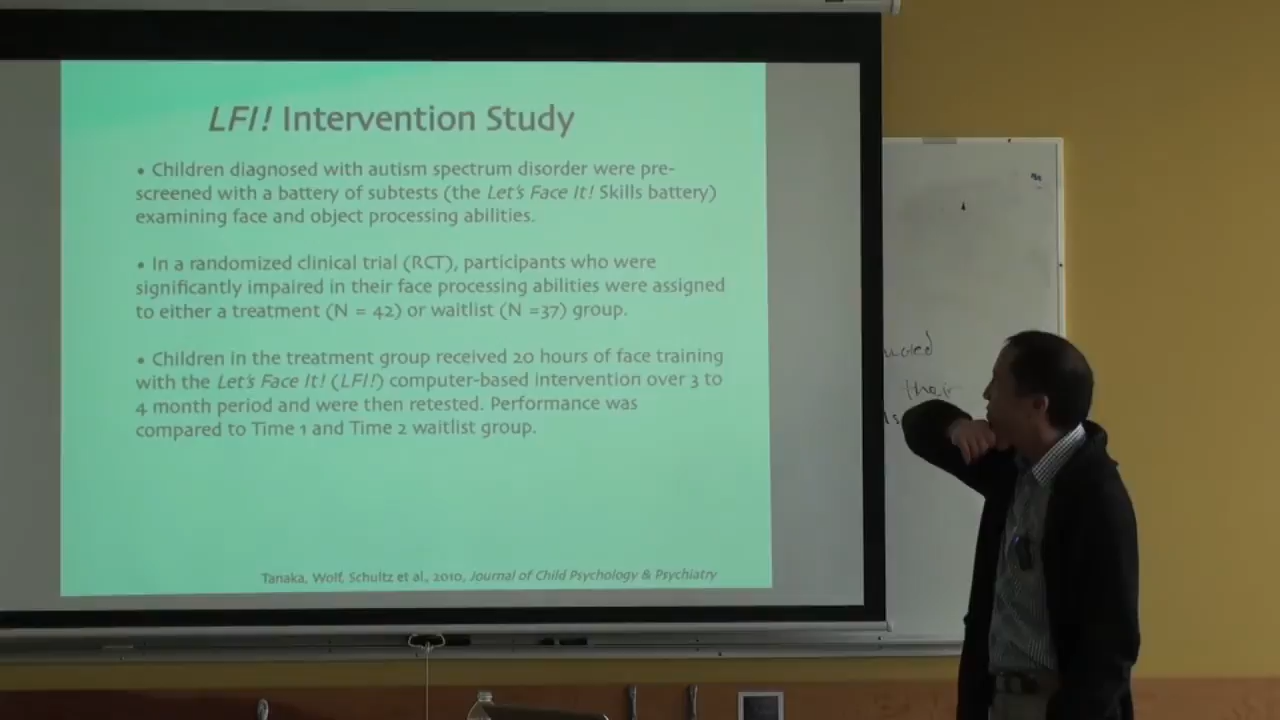 LFI! Intervention Study
• Children diagnosed with autism spectrum disorder were pre-
screened with a battery of subtests (the Let's Face It! Skills battery)
examining face and object processing abilities.
• In a randomized clinical trial (RCT), participants who were
significantly impaired in their face processing abilities were assigned
to either a treatment (N = 42) or waitlist (N =37) group.
• Children in the treatment group received 20 hours of face training
with the Let's Face It! (LFI!) computer-based intervention over 3 to
4 month period and were then retested. Performance was
compared to Time 1 and Time 2 waitlist group.
Tanaka, Wolf, Schultz et al., 2010, Journal of Child Psychology & Psychiatry
their